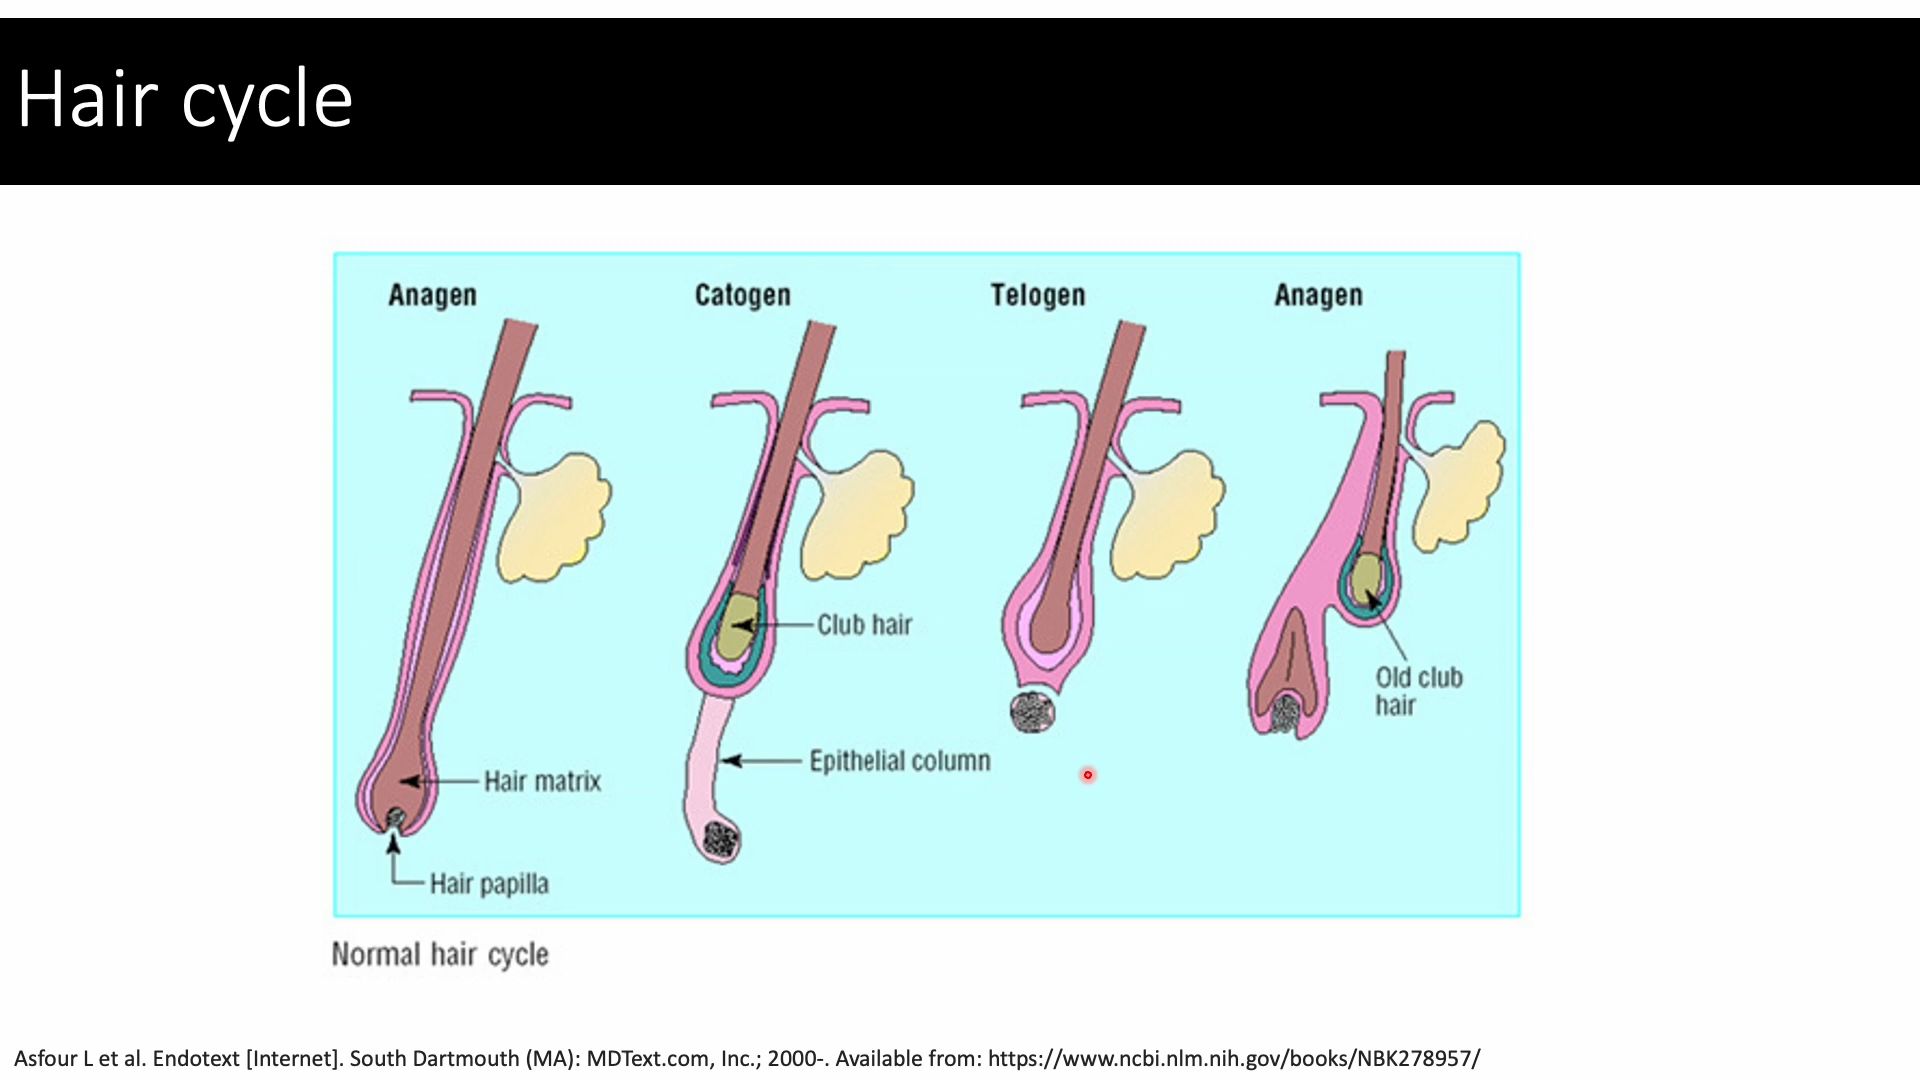 Hair cycle
Anagen
Catogen
Telogen
Anagen
Club hair
Old club
hair
Epithelial column
Hair matrix
Hair papilla
Normal hair cycle
Asfour L et al. Endotext [Internet]. South Dartmouth (MA): MDText.com, Inc.; 2000-. Available from: https://www.ncbi.nlm.nih.gov/books/NBK278957/